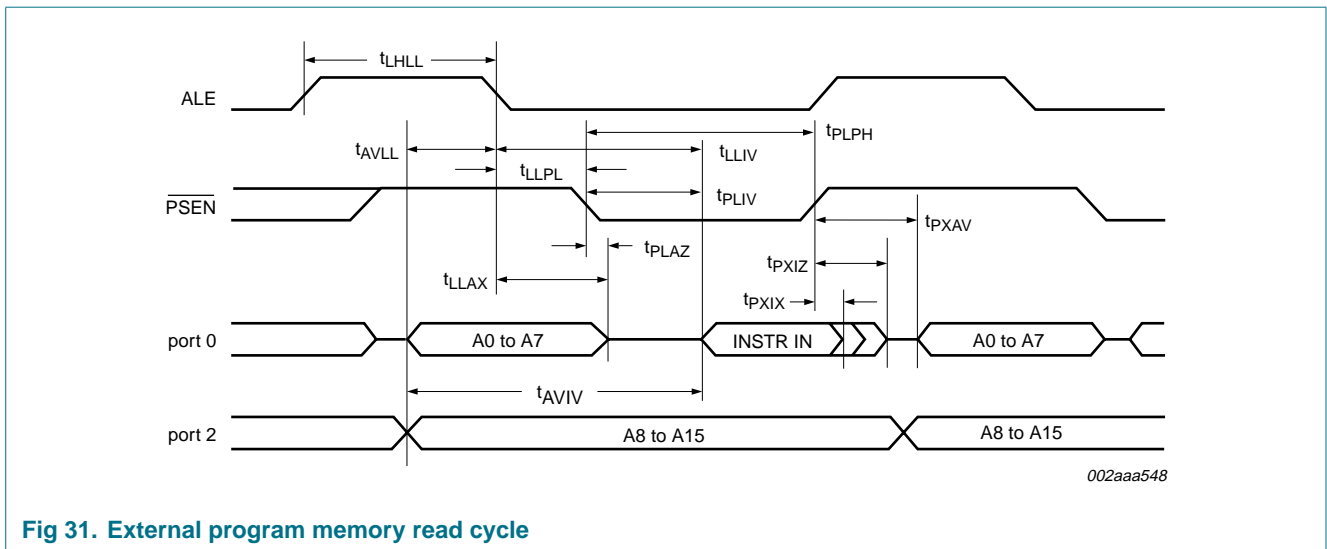 tLHLL
ALE
tPLPH
tAVLL
tLLIV
tLLPL
PSEN
tPLIV
tPXAV
tPLAZ
tPXIZ
tLLAX
tPXIX
port 0
A0 to A7
INSTR IN
A0 to A7
tAVIV
port 2
A8 to A15
A8 to A15
002aaa548
Fig 31. External program memory read cycle